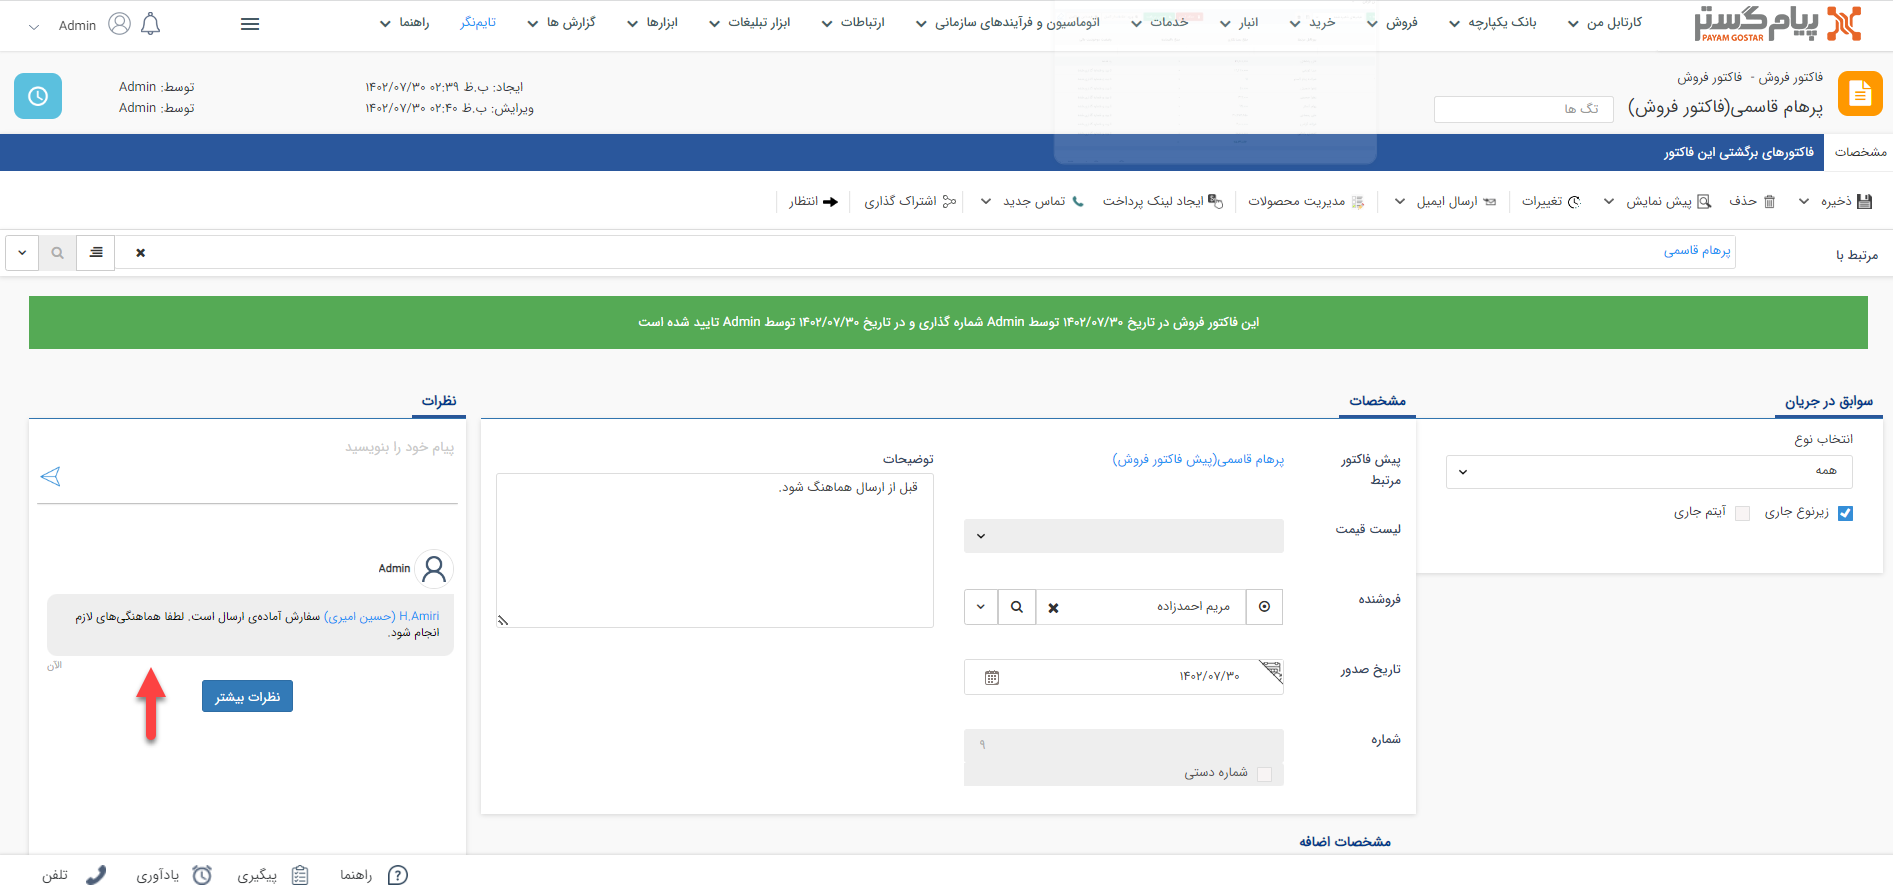 پیام گستر
PAYAM GOSTAR
کارتابل من
بانک یکپارچه
فروش
خرید
انبار
خدمات
اتوماسیون و فرآیندهای سازمانی
ارتباطات
ابزار تبلیغات
ابزارها
گزارش ها
تایم‌نگر
راهنما
Admin
فاکتور فروش - فاکتور فروش
پرهام قاسمی(فاکتور فروش)
تگ ها
ایجاد: ب.ظ ۰۲:۳۹ ۱۴۰۲/۰۷/۳۰
توسط: Admin
ویرایش: ب.ظ ۰۲:۴۰ ۱۴۰۲/۰۷/۳۰
توسط: Admin
مشخصات
فاکتورهای برگشتی این فاکتور
ذخیره
حذف
پیش نمایش
تغییرات
ارسال ایمیل
مدیریت محصولات
ایجاد لینک پرداخت
تماس جدید
اشتراک گذاری
انتظار
مرتبط با
پرهام قاسمی
این فاکتور فروش در تاریخ ۱۴۰۲/۰۷/۳۰ توسط Admin شماره گذاری و در تاریخ ۱۴۰۲/۰۷/۳۰ توسط Admin تایید شده است
سوابق در جریان
انتخاب نوع
همه
زیرنوع جاری
آیتم جاری
مشخصات
پیش فاکتور
مرتبط
پرهام قاسمی(پیش فاکتور فروش)
لیست قیمت
فروشنده
مریم احمدزاده
تاریخ صدور
۱۴۰۲/۰۷/۳۰
شماره
۹
شماره دستی
توضیحات
قبل از ارسال هماهنگ شود.
مشخصات اضافه
نظرات
پیام خود را بنویسید
Admin
H.Amiri (حسین امیری) سفارش آماده‌ی ارسال است. لطفا هماهنگی‌های لازم
انجام شود.
الآن
نظرات بیشتر
راهنما
پیگیری
یادآوری
تلفن